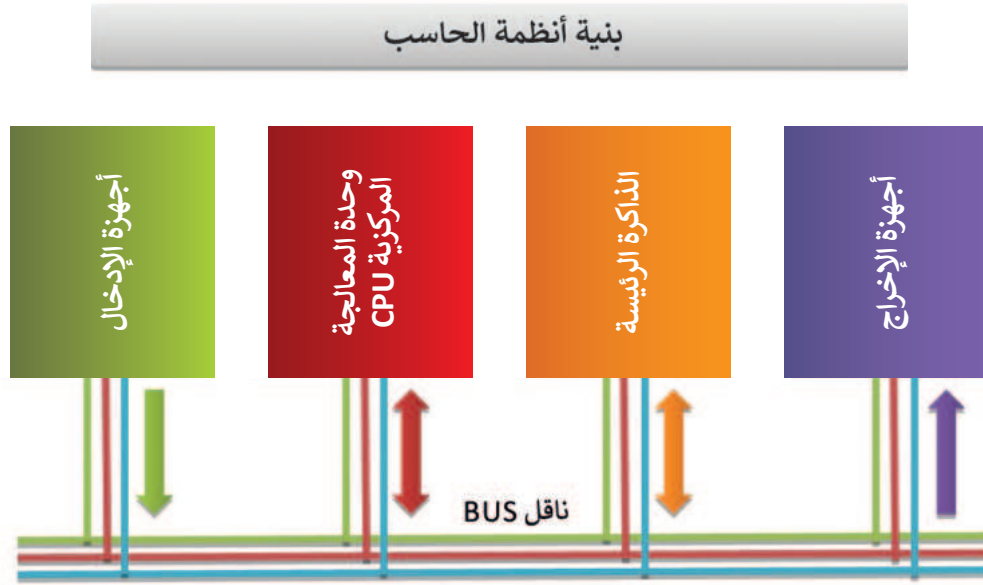 بنية أنظمة الحاسب
أجهزة الإدخال
وحدة المعالجة
المركزية CPU
الذاكرة الرئيسة
أجهزة الإخراج
ناقل BUS